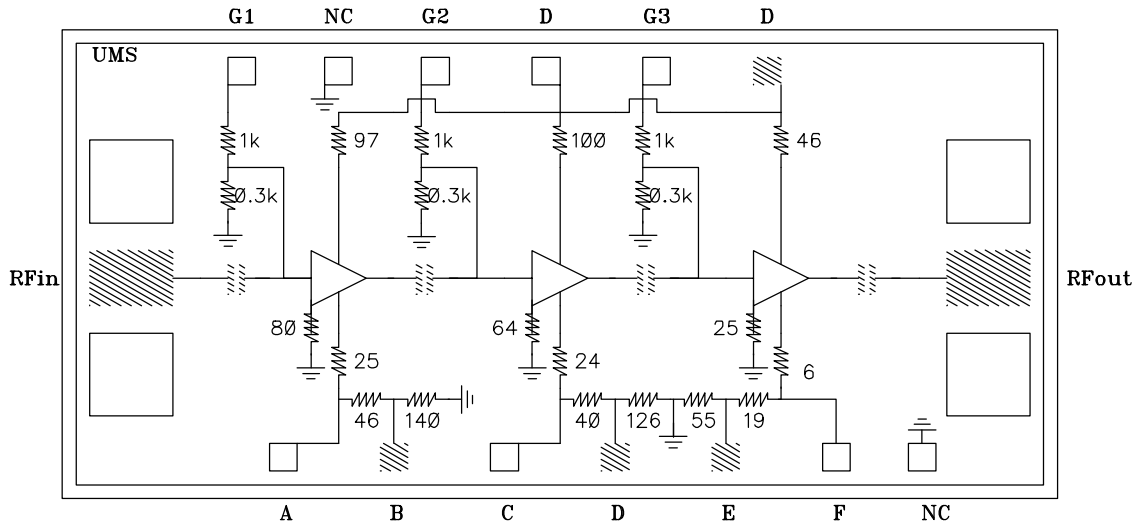 G1 NC G2 D G3 D
UMS
1k 97 1k 100 1k 46
0.3k 0.3k 0.3k
RFin RFout
80 64 25
25 24 6
46 140 40 126 55 19
A B C D E F NC